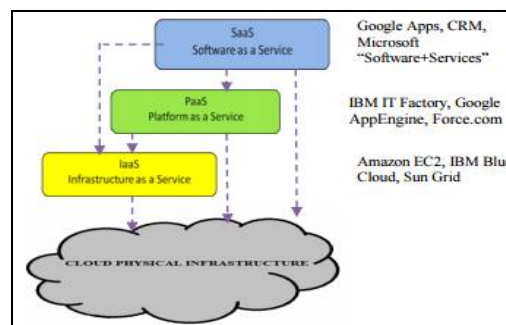 SaaS
Software as a Service
Google Apps, CRM,
Microsoft
“Software+Services”
PaaS
Platform as a Service
IBM IT Factory, Google
AppEngine, Force.com
IaaS
Infrastructure as a Service
Amazon EC2, IBM Blu
Cloud, Sun Grid
CLOUD PHYSICAL INFRASTRUCTURE